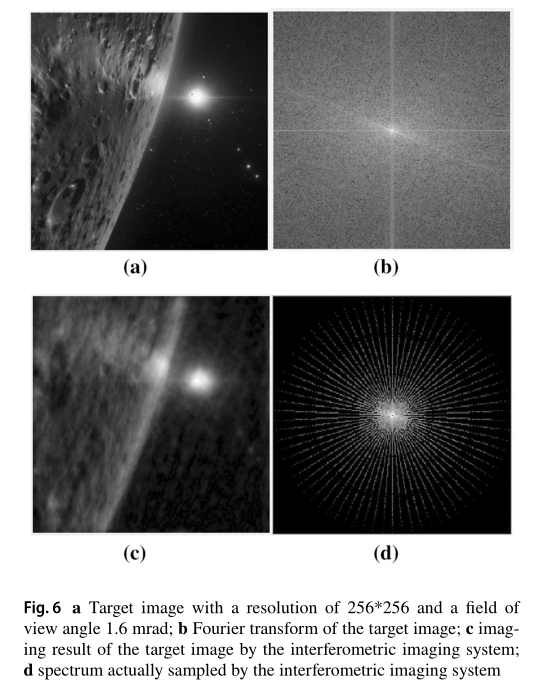 (a)
(b)
(c)
(d)
Fig. 6 a Target image with a resolution of 256*256 and a field of
view angle 1.6 mrad; b Fourier transform of the target image; c imag-
ing result of the target image by the interferometric imaging system;
d spectrum actually sampled by the interferometric imaging system